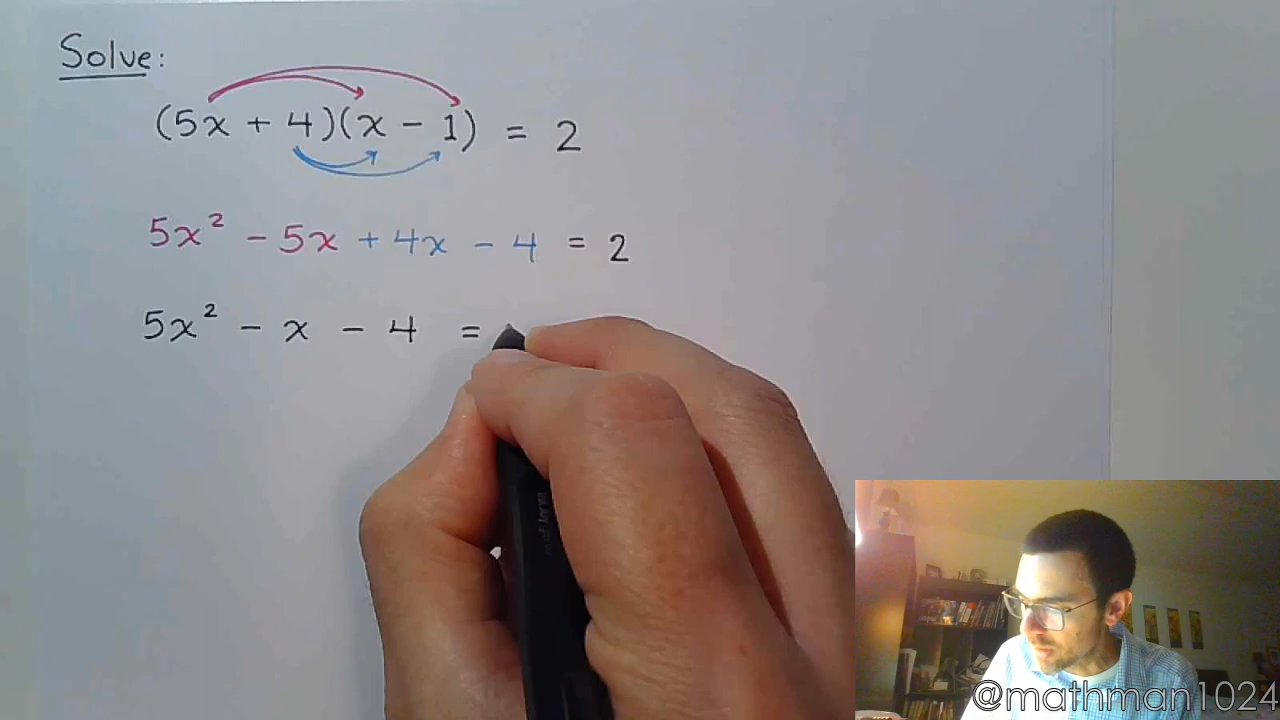 Solve:
(5x + 4)(x - 1) = 2
5x² - 5x + 4x - 4 = 2
5x² - x - 4 =
@mathman1024